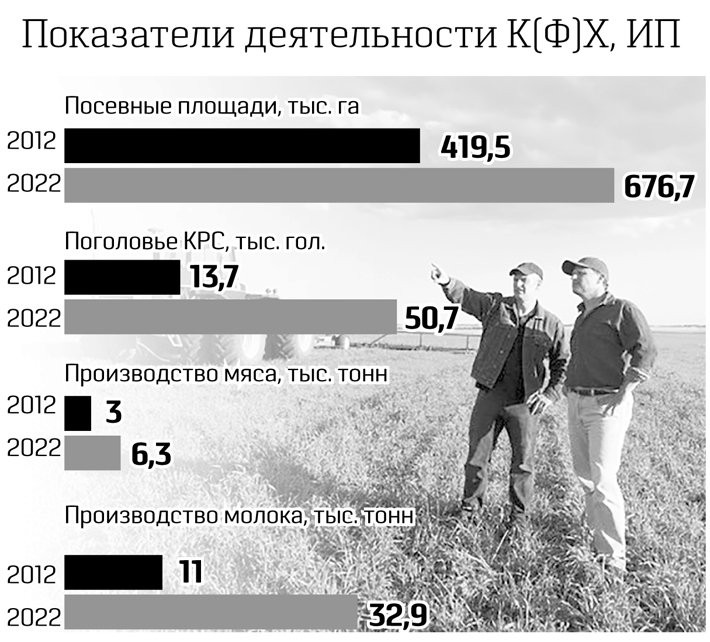 Показатели деятельности К(Ф)Х, ИП
Посевные площади, тыс. га
2012 419,5
2022 676,7
Поголовье КРС, тыс. гол.
2012 13,7
2022 50,7
Производство мяса, тыс. тонн
2012 3
2022 6,3
Производство молока, тыс. тонн
2012 11
2022 32,9